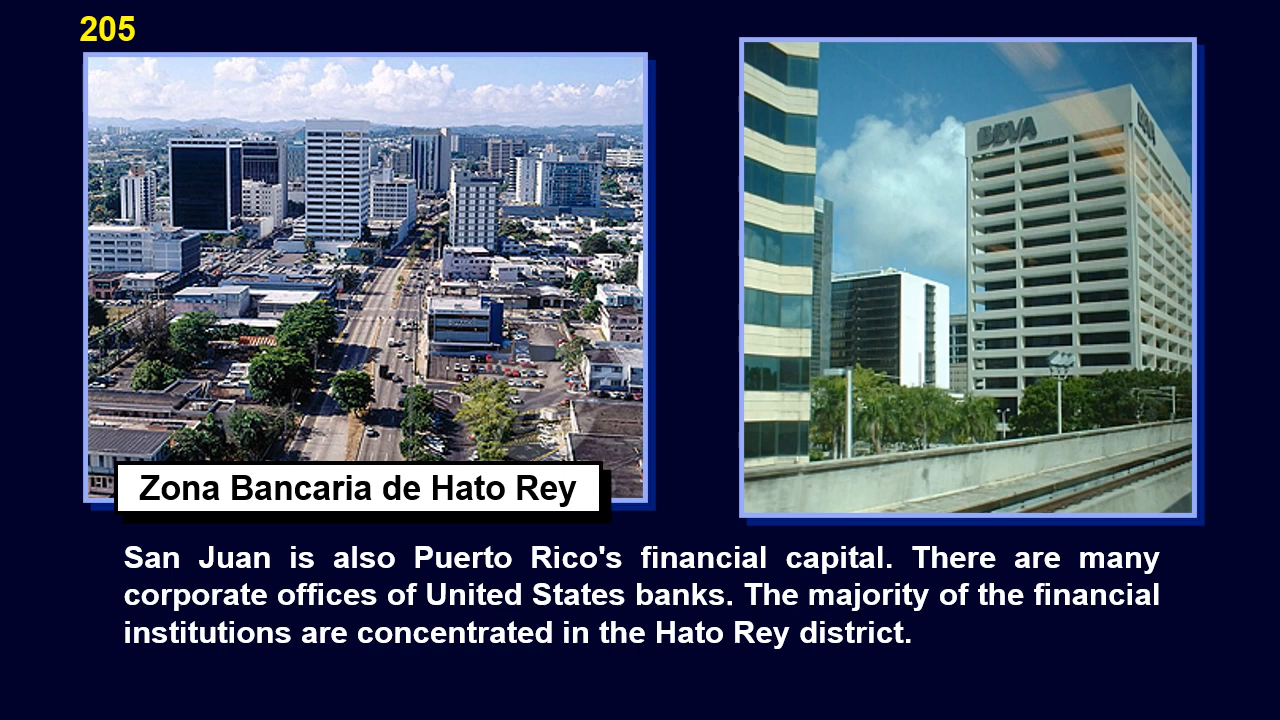 205
BBVA
Zona Bancaria de Hato Rey
San Juan is also Puerto Rico's financial capital. There are many
corporate offices of United States banks. The majority of the financial
institutions are concentrated in the Hato Rey district.